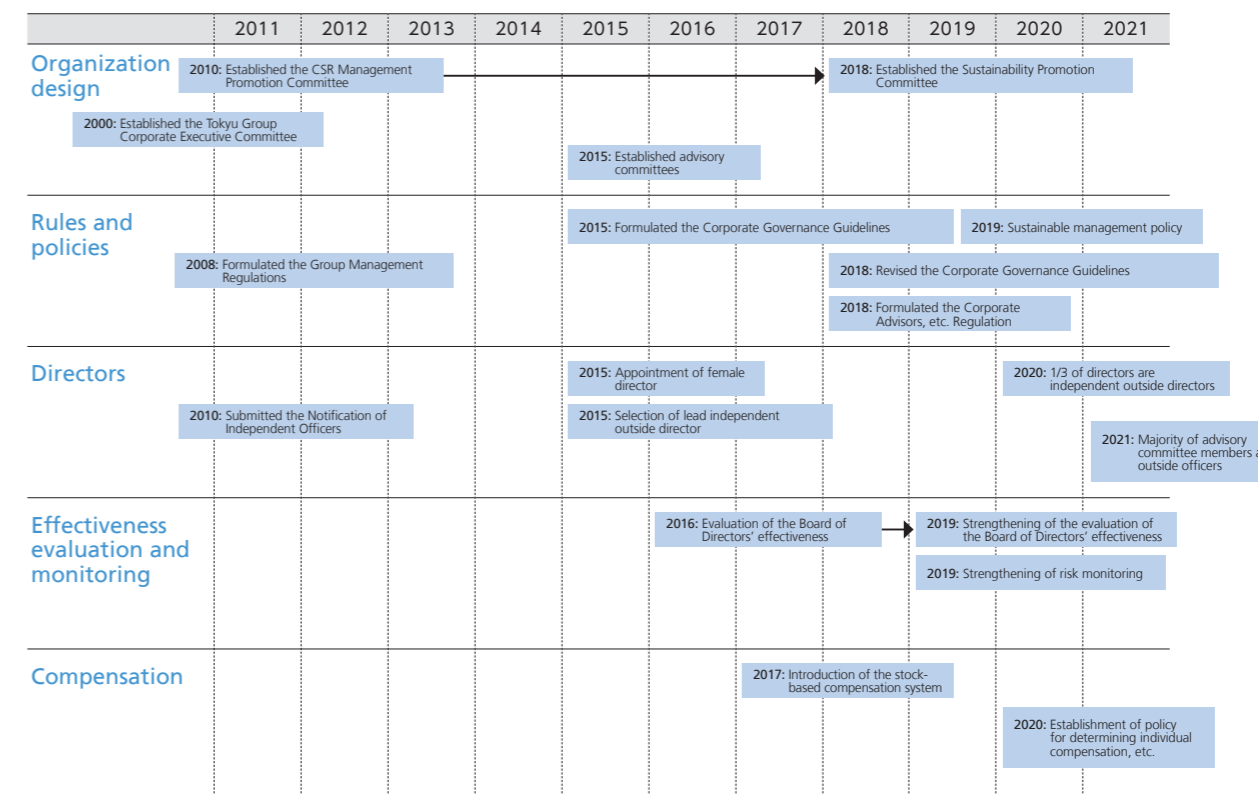 2011 2012 2013 2014 2015 2016 2017 2018 2019 2020 2021
Organization
design
2010: Established the CSR Management
Promotion Committee
2018: Established the Sustainability Promotion
Committee
2000: Established the Tokyu Group
Corporate Executive Committee
2015: Established advisory
committees
Rules and
policies
2015: Formulated the Corporate Governance Guidelines
2019: Sustainable management policy
2008: Formulated the Group Management
Regulations
2018: Revised the Corporate Governance Guidelines
2018: Formulated the Corporate
Advisors, etc. Regulation
Directors
2015: Appointment of female
director
2020: 1/3 of directors are
independent outside directors
2010: Submitted the Notification of
Independent Officers
2015: Selection of lead independent
outside director
2021: Majority of advisory
committee members
outside officers
Effectiveness
evaluation and
monitoring
2016: Evaluation of the Board of
Directors' effectiveness
2019: Strengthening of the evaluation of
the Board of Directors' effectiveness
2019: Strengthening of risk monitoring
Compensation
2017: Introduction of the stock-
based compensation system
2020: Establishment of policy
for determining individual
compensation, etc.